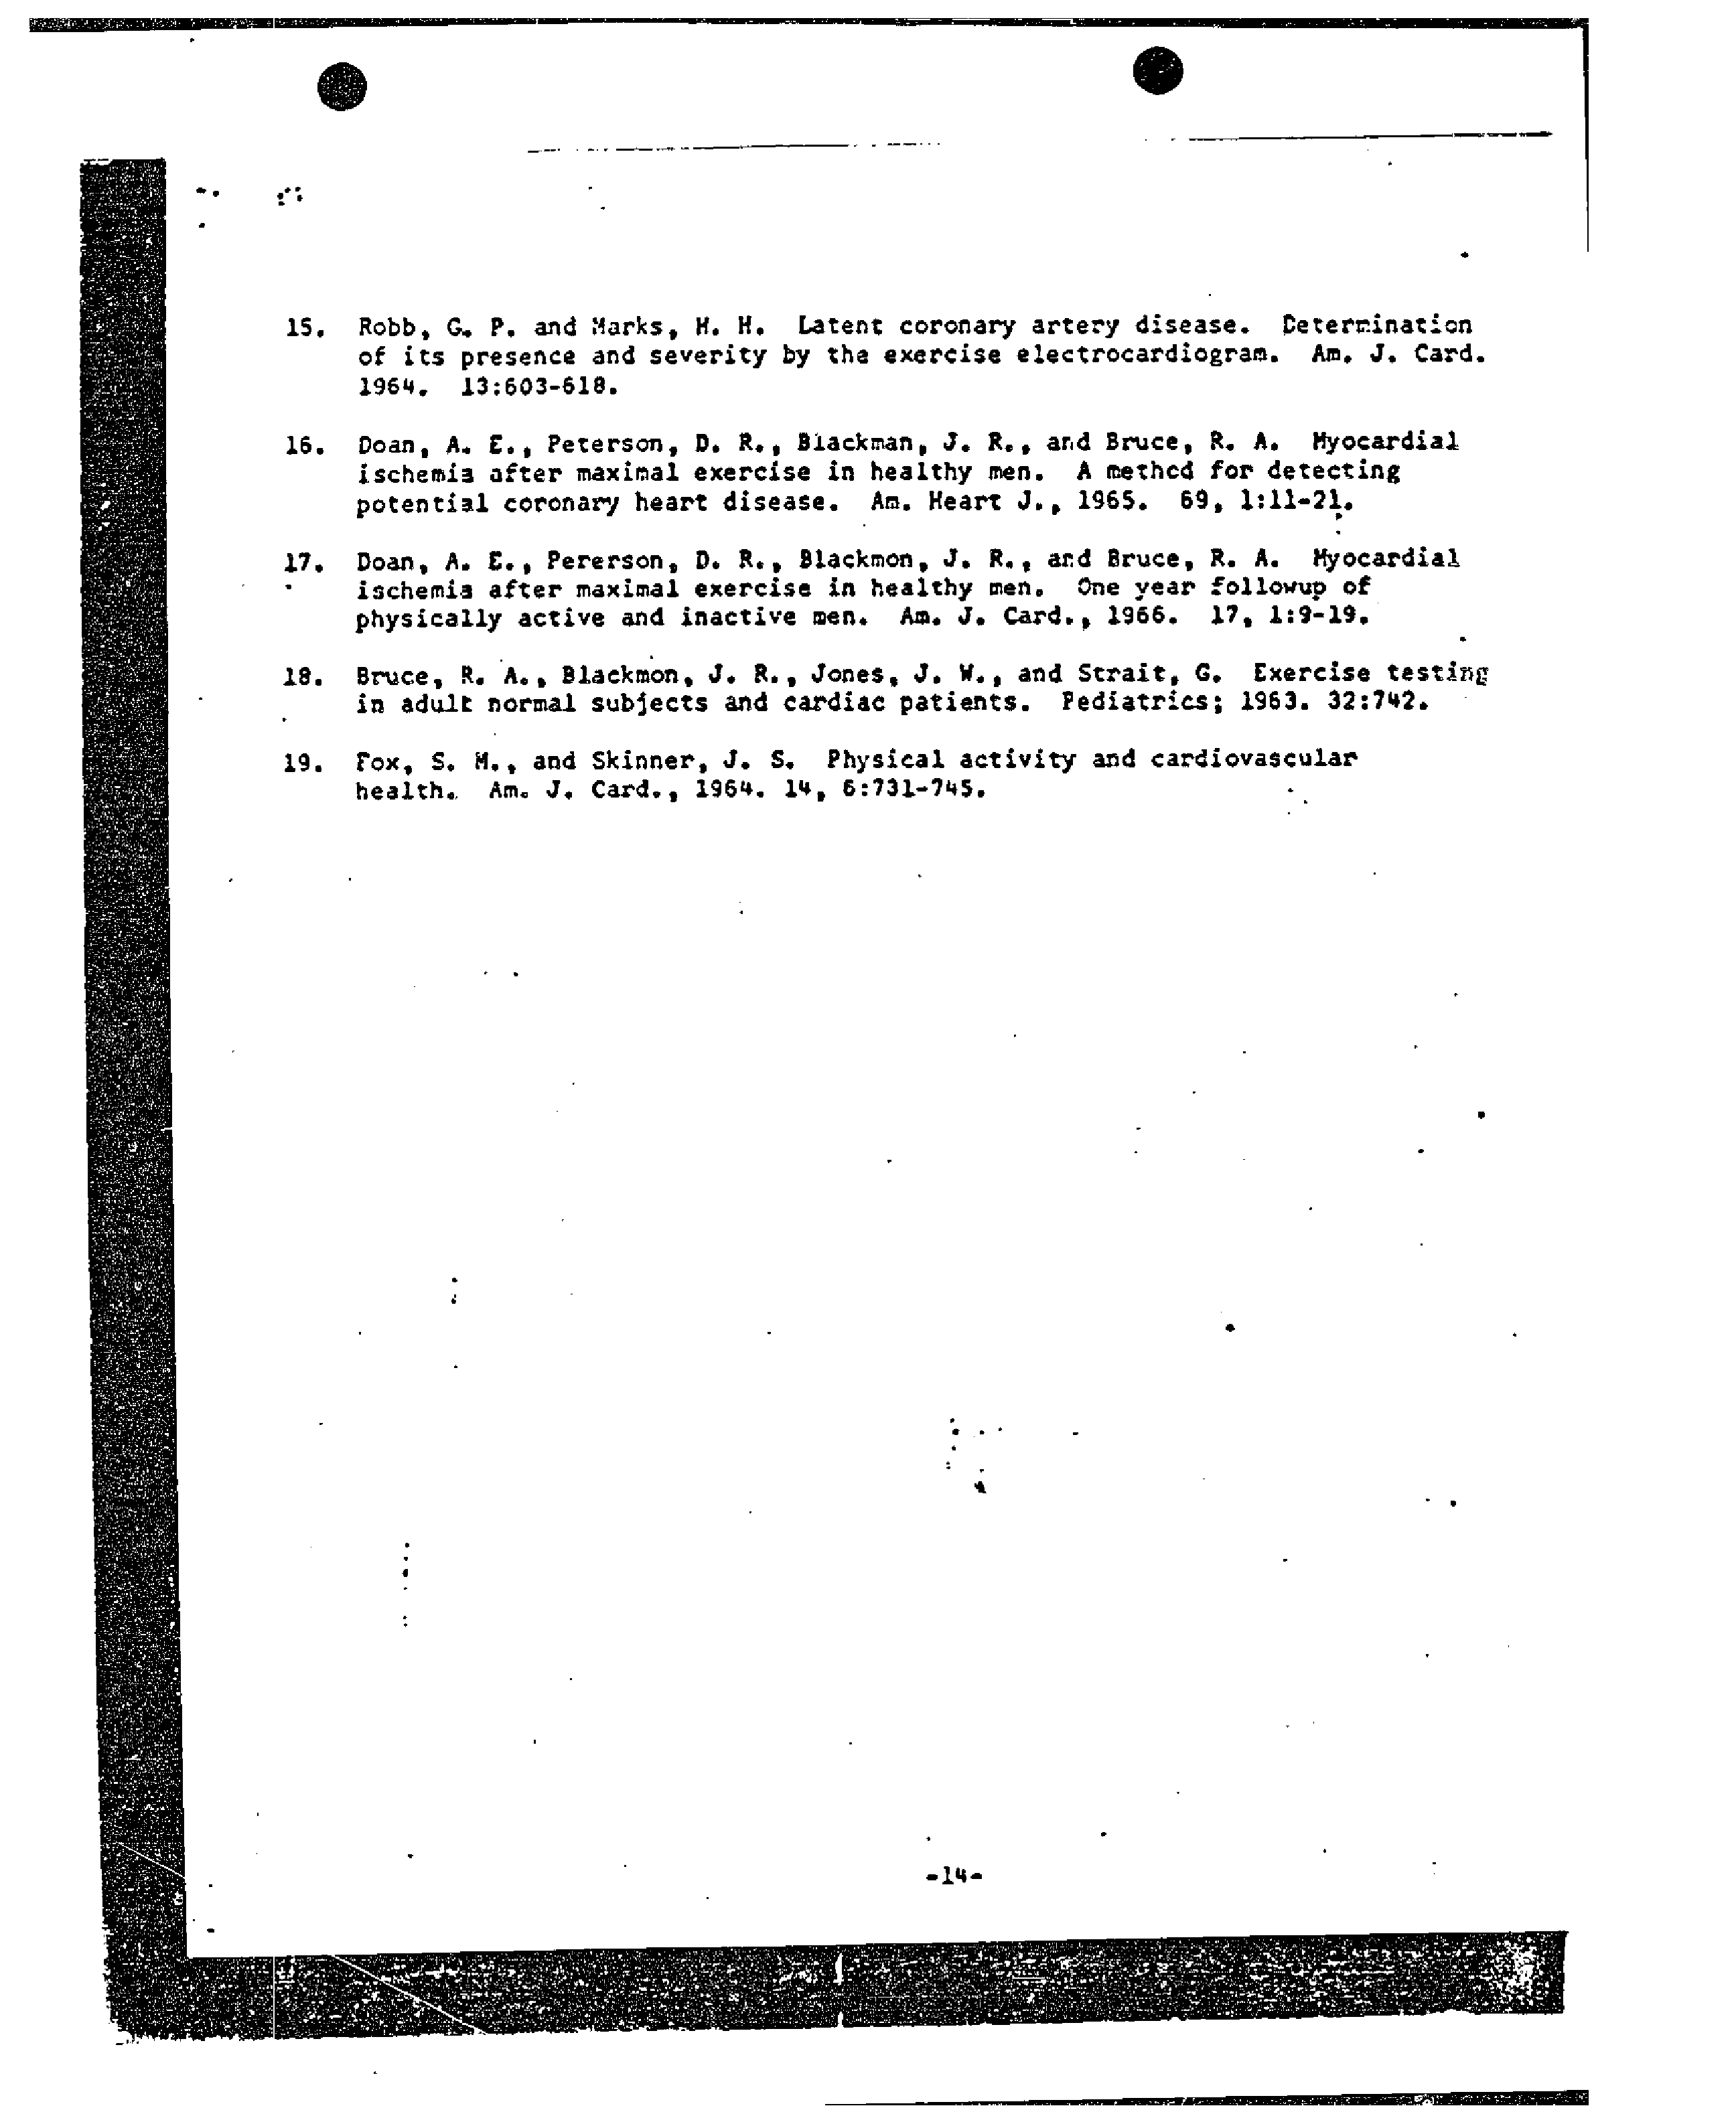 15. Robb, G. P. and Marks, H. H. Latent coronary artery disease. Determination
of its presence and severity by the exercise electrocardiogram. Am. J. Card.
1964. 13:603-618.
16. Doan, A. E., Peterson, D. R., Blackman, J. R., and Bruce, R. A. Myocardial
ischemia after maximal exercise in healthy men. A method for detecting
potential coronary heart disease. Am. Heart J., 1965. 69, 1:11-21.
17. Doan, A. E., Pererson, D. R., Blackmon, J. R., and Bruce, R. A. Myocardial
ischemia after maximal exercise in healthy men. One year followup of
physically active and inactive men. Am. J. Card., 1966. 17, 1:9-19.
18. Bruce, R. A., Blackmon, J. R., Jones, J. W., and Strait, G. Exercise testing
in adult normal subjects and cardiac patients. Pediatrics; 1963. 32:742.
19. Fox, S. M., and Skinner, J. S. Physical activity and cardiovascular
health. Am. J. Card., 1964. 14, 6:731-745.
-14-